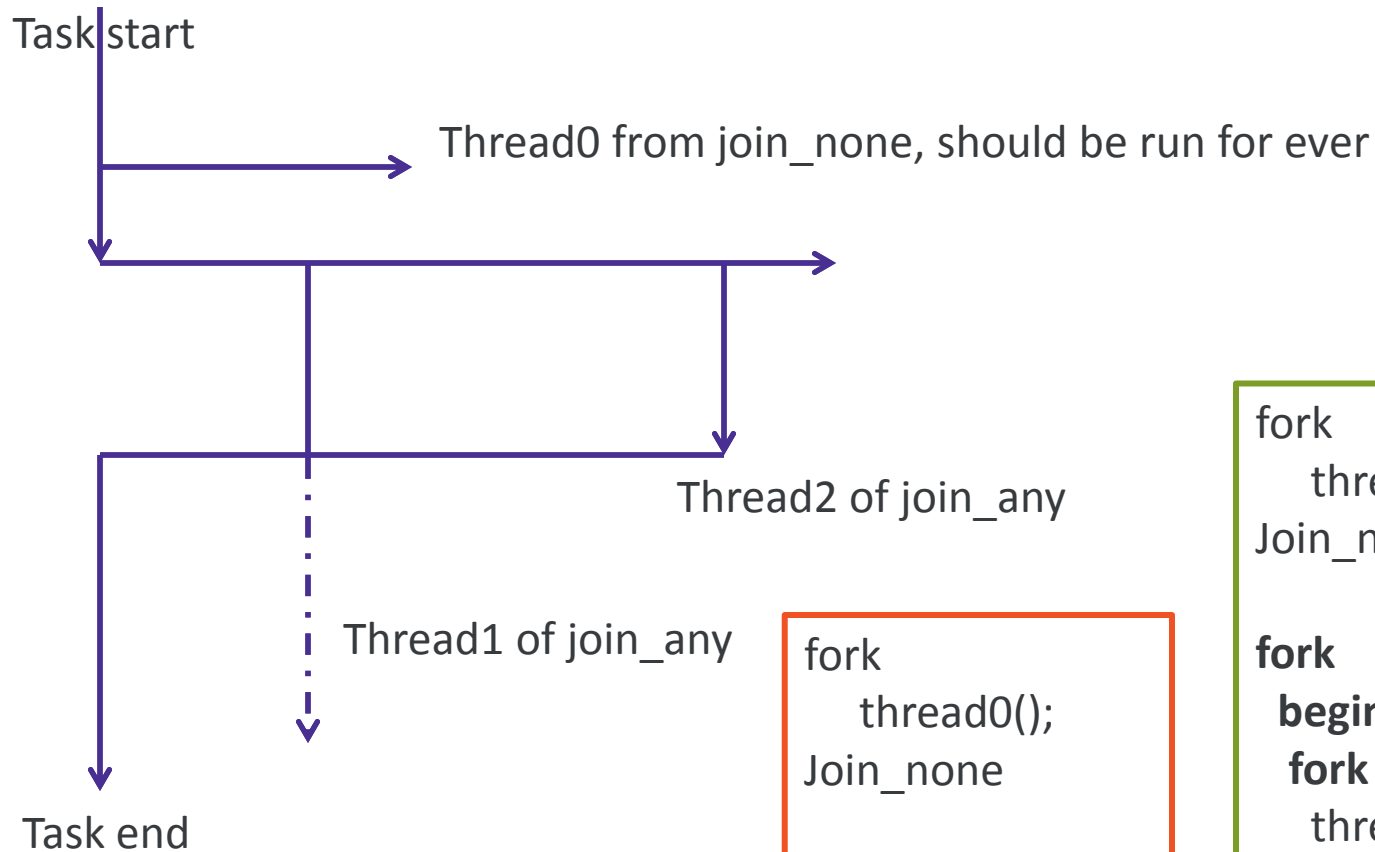 Task start
Thread0 from join_none, should be run for ever
Thread2 of join_any
Thread1 of join_any
Task end
fork
thread0();
Join_none
fork
Join_n
fork
begin
fork